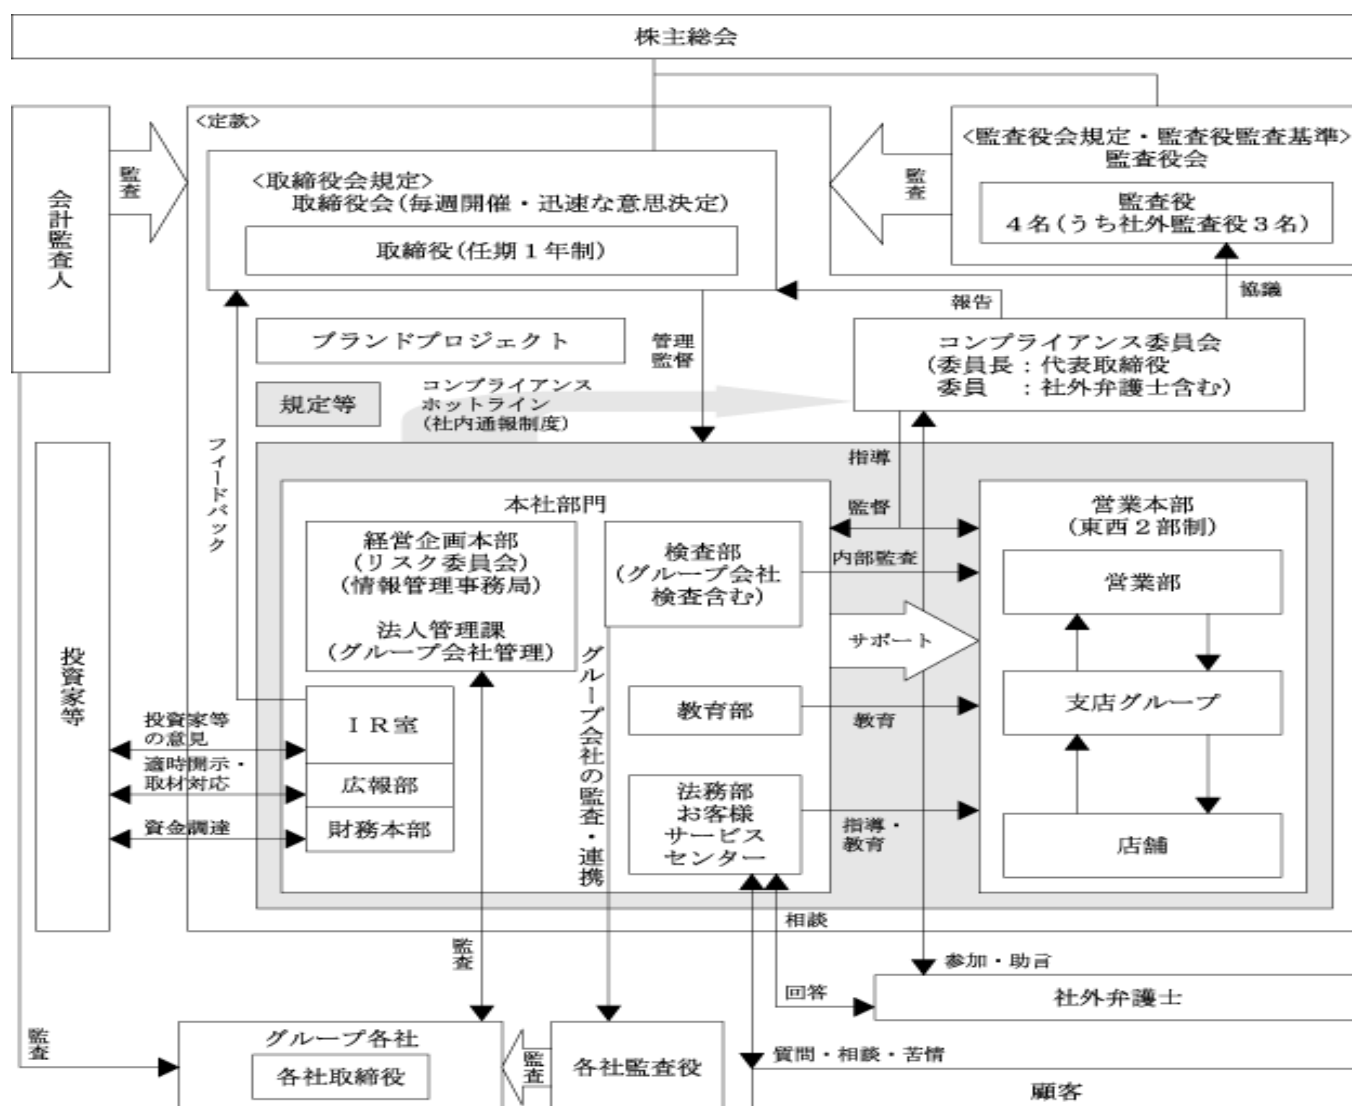 株主総会
<定款>
会計監査人
監査
<取締役会規定>
取締役会(毎週開催・迅速な意思決定)
取締役(任期１年制)
監査
<監査役会規定・監査役監査基準>
監査役会
監査役
４名(うち社外監査役３名)
報告
協議
ブランドプロジェクト
管理
監督
コンプライアンス委員会
(委員長：代表取締役
委員　：社外弁護士含む)
規定等
コンプライアンス
ホットライン
(社内通報制度)
フィードバック
指導
監督
投資家等
本社部門
経営企画本部
(リスク委員会)
(情報管理事務局)
法人管理課
(グループ会社管理)
検査部
(グループ会社
検査含む)
内部監査
営業本部
(東西２部制)
営業部
サポート
グループ会社の監査・連携
ＩＲ室
広報部
財務本部
投資家等
の意見
適時開示・
取材対応
資金調達
教育部
教育
支店グループ
法務部
お客様
サービス
センター
指導・
教育
店舗
相談
監査
参加・助言
回答
社外弁護士
監査
グループ各社
各社取締役
監査
各社監査役
質問・相談・苦情
顧客